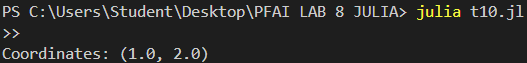 PS C:\Users\Student\Desktop\PFAI LAB 8 JULIA> julia t10.jl
>>
Coordinates: (1.0, 2.0)